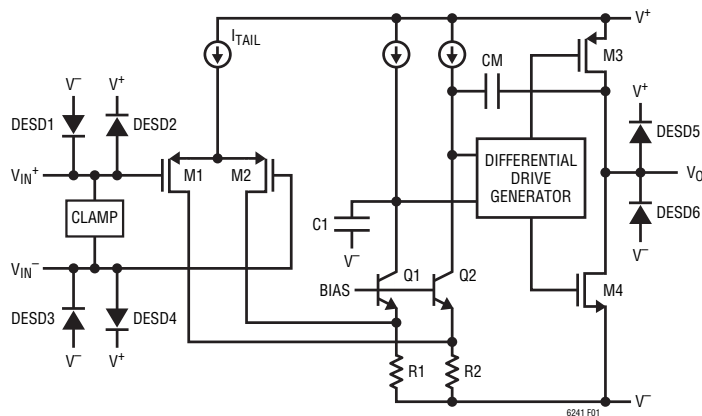 V+
ITAIL
M3
CM
V−
V+
V+
DESD1
DESD2
DESD5
VIN+
M1
M2
DIFFERENTIAL
DRIVE
GENERATOR
VO
CLAMP
C1
DESD6
V−
V−
VIN−
Q1
Q2
BIAS
M4
DESD3
DESD4
V−
V+
R1
R2
V−
6241 F01